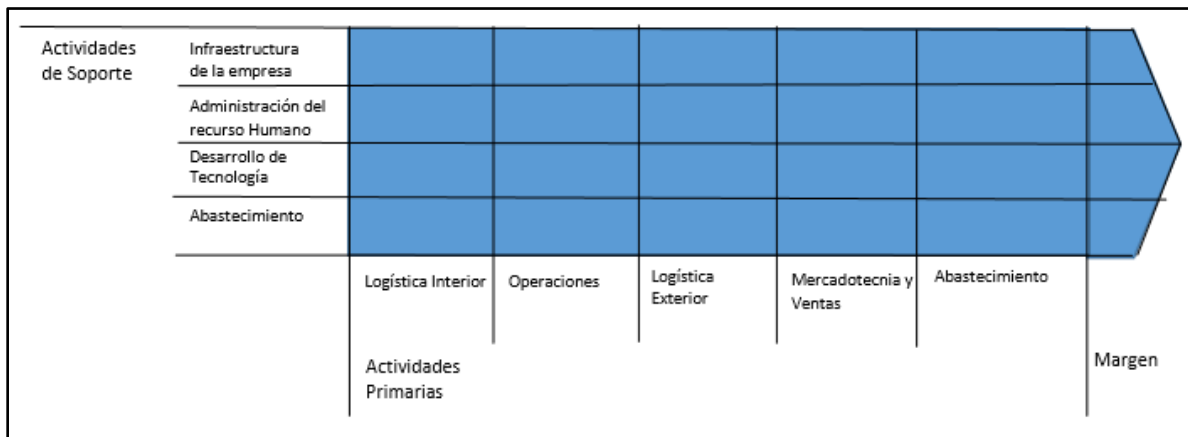 Actividades
de Soporte
Infraestructura
de la empresa
Administración del
recurso Humano
Desarrollo de
Tecnología
Abastecimiento
Logística Interior
Operaciones
Logística
Exterior
Mercadotecnia y
Ventas
Abastecimiento
Actividades
Primarias
Margen